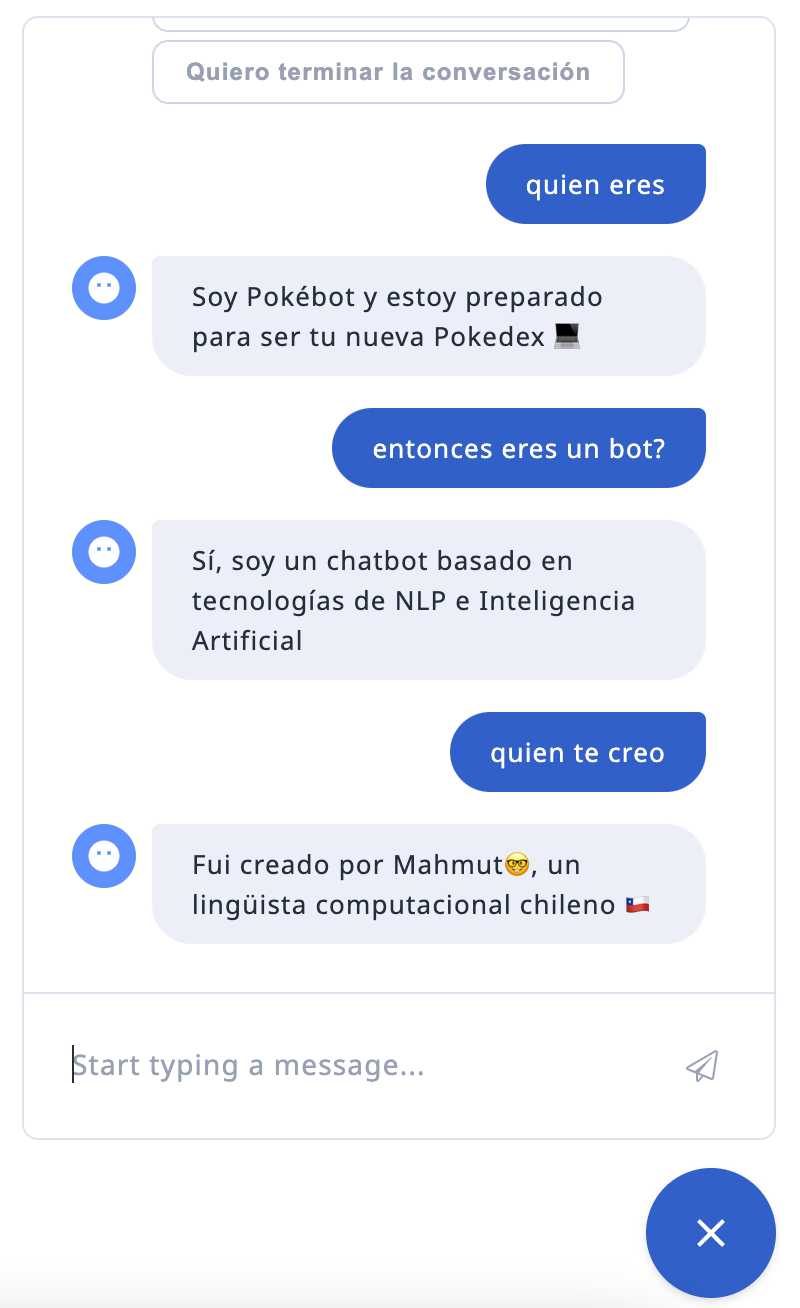 Quiero terminar la conversación
quien eres
Soy Pokébot y estoy preparado
para ser tu nueva Pokedex 💻
entonces eres un bot?
Sí, soy un chatbot basado en
tecnologías de NLP e Inteligencia
Artificial
quien te creo
Fui creado por Mahmut🤓, un
lingüista computacional chileno 🇨🇱
Start typing a message...